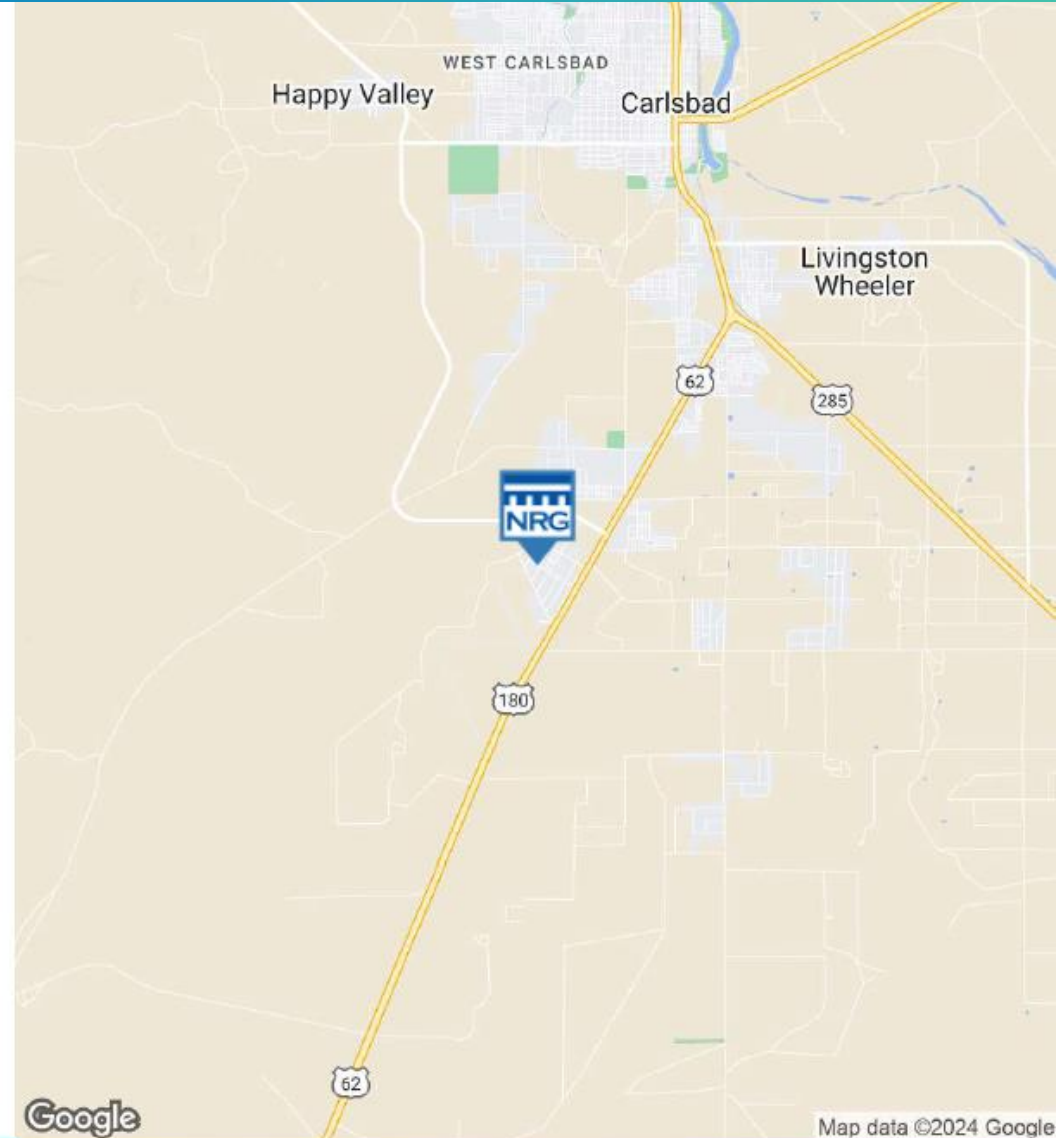 WEST CARLSBAD
Happy Valley
Carlsbad
Livingston
Wheeler
62
285
NRG
180
62
Google
Map data ©2024 Google